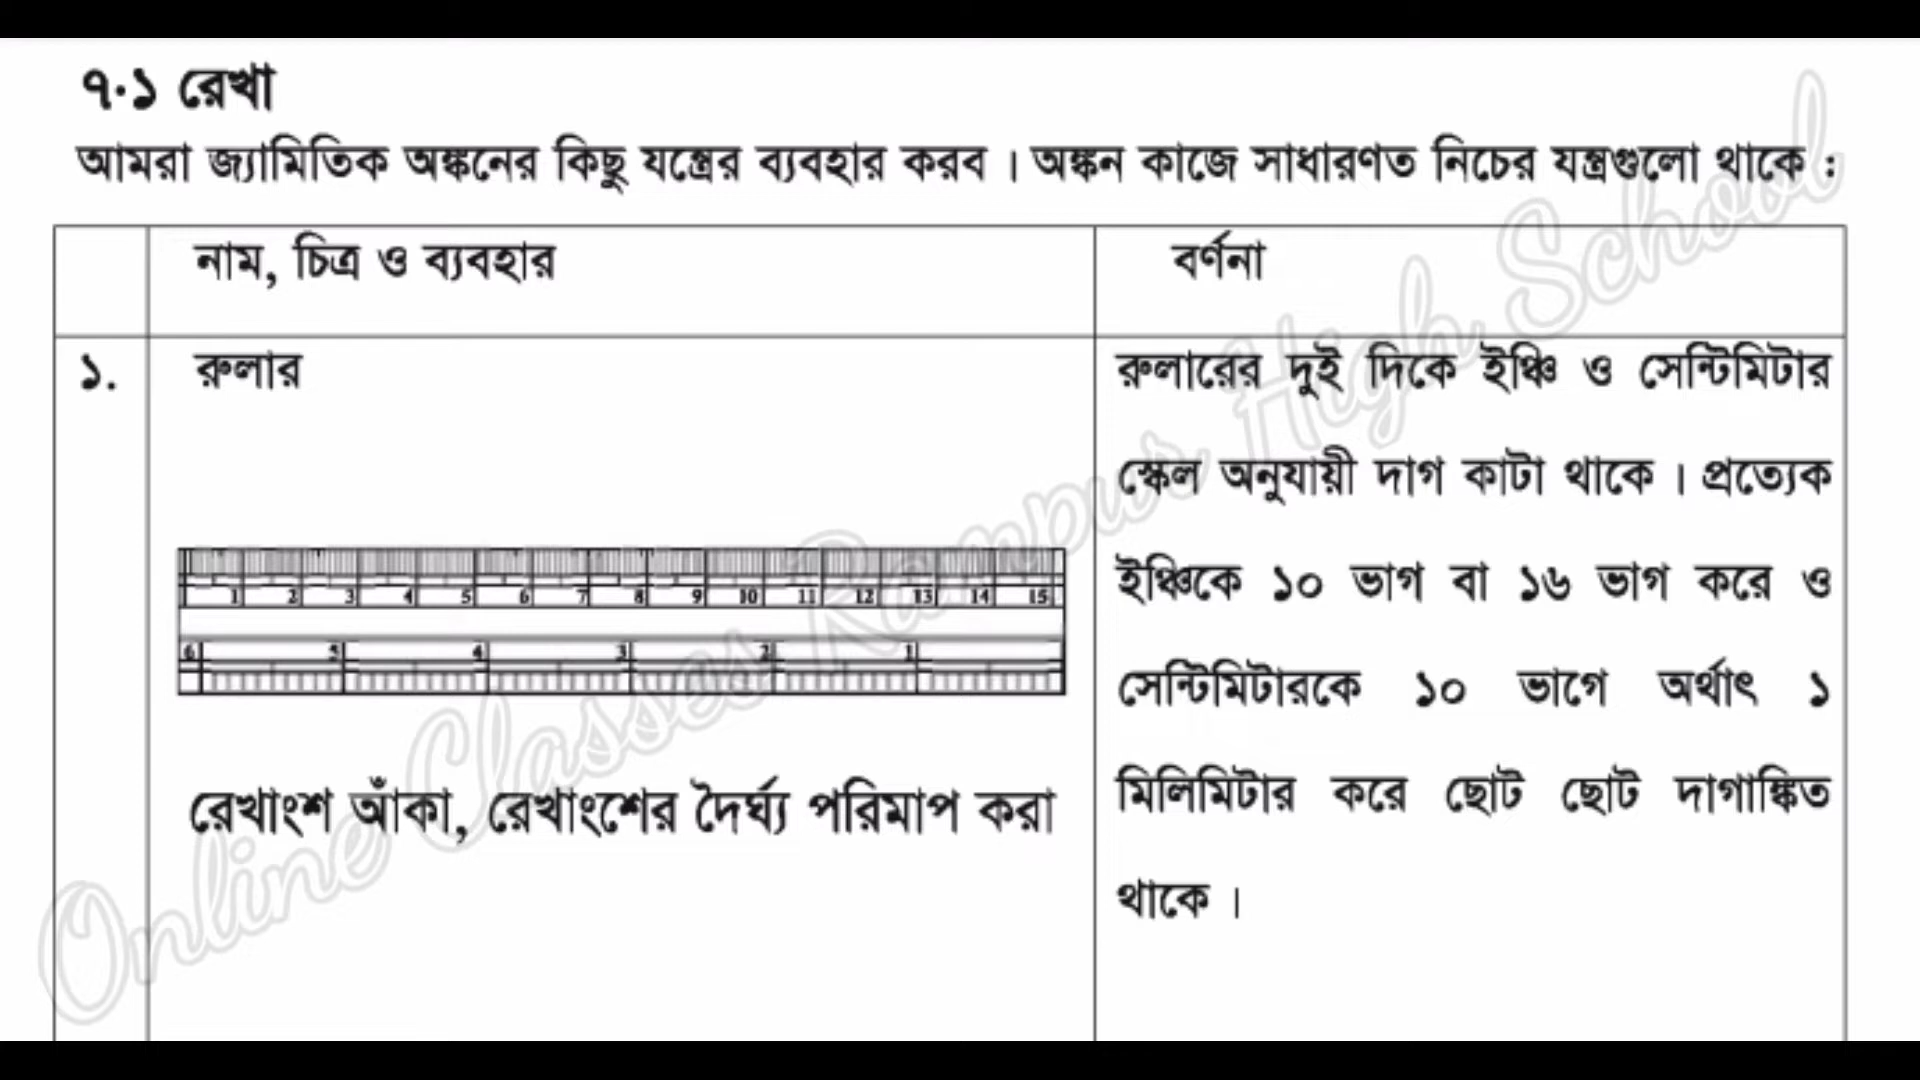 ৭.১ রেখা
আমরা জ্যামিতিক অঙ্কনের কিছু যন্ত্রের ব্যবহার করব । অঙ্কন কাজে সাধারণত নিচের যন্ত্রগুলো থাকে :
নাম, চিত্র ও ব্যবহার
বর্ণনা
১.
রুলার
1 2 3 4 5 6 7 8 9 10 11 12 13 14 15
6 5 4 3 2 1
রেখাংশ আঁকা, রেখাংশের দৈর্ঘ্য পরিমাপ করা
রুলারের দুই দিকে ইঞ্চি ও সেন্টিমিটার
স্কেল অনুযায়ী দাগ কাটা থাকে । প্রত্যেক
ইঞ্চিকে ১০ ভাগ বা ১৬ ভাগ করে ও
সেন্টিমিটারকে ১০ ভাগে অর্থাৎ ১
মিলিমিটার করে ছোট ছোট দাগাঙ্কিত
থাকে ।
Online Classes Rampur High School